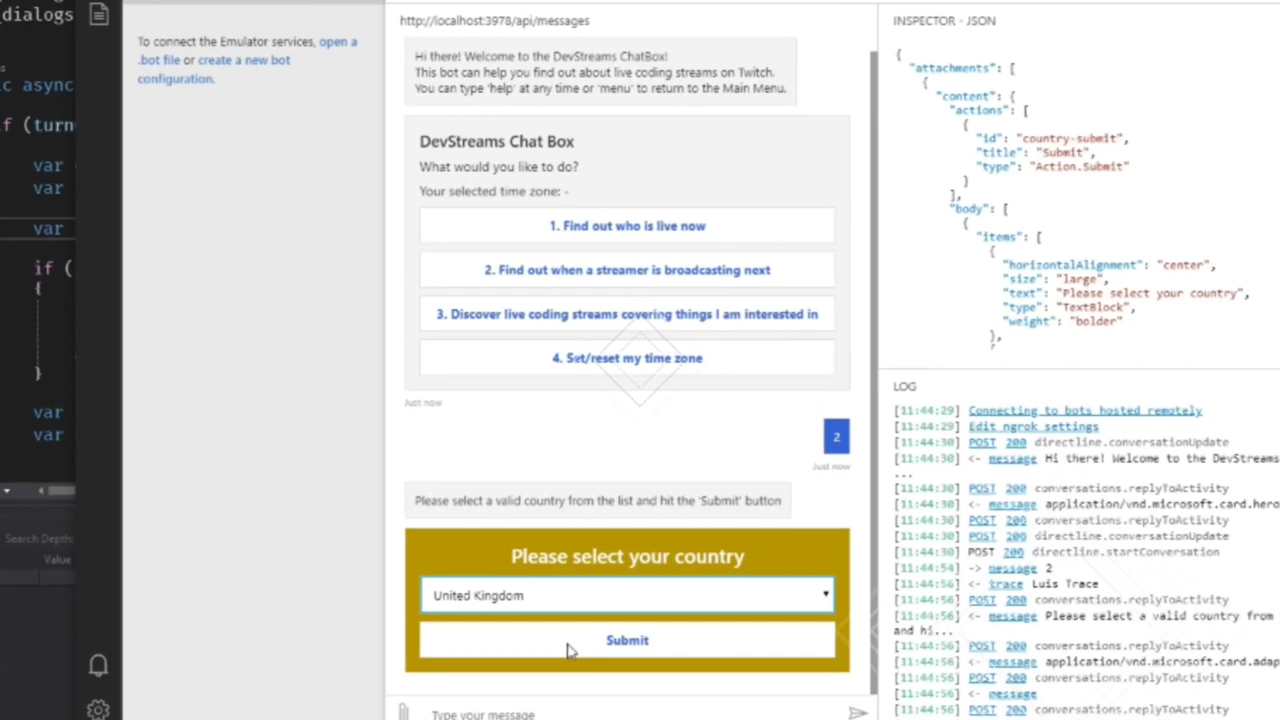 _dialogs
s
c async
f (turn
var
var
var
if (
{
}
var
var
Search Depth
Value
To connect the Emulator services, open a
.bot file or create a new bot
configuration.
http://localhost:3978/api/messages
Hi there! Welcome to the DevStreams ChatBox!
This bot can help you find out about live coding streams on Twitch.
You can type 'help' at any time or 'menu' to return to the Main Menu.
DevStreams Chat Box
What would you like to do?
Your selected time zone: -
1. Find out who is live now
2. Find out when a streamer is broadcasting next
3. Discover live coding streams covering things I am interested in
4. Set/reset my time zone
Just now
2
Just now
Please select a valid country from the list and hit the 'Submit' button
Please select your country
United Kingdom
Submit
Type your message
INSPECTOR - JSON
{
"attachments": [
{
"content": {
"actions": [
{
"id": "country-submit",
"title": "Submit",
"type": "Action.Submit"
}
],
"body": [
{
"items": [
{
"horizontalAlignment": "center",
"size": "large",
"text": "Please select your country",
"type": "TextBlock",
"weight": "bolder"
},
{
LOG
[11:44:29] Connecting to bots hosted remotely
[11:44:29] Edit ngrok settings
[11:44:30] POST 200 directline.conversationUpdate
[11:44:30] <- message Hi there! Welcome to the DevStreams
...
[11:44:30] POST 200 conversations.replyToActivity
[11:44:30] <- message application/vnd.microsoft.card.hero
[11:44:30] POST 200 conversations.replyToActivity
[11:44:30] POST 200 directline.conversationUpdate
[11:44:30] POST 200 directline.startConversation
[11:44:54] -> message 2
[11:44:56] <- trace Luis Trace
[11:44:56] POST 200 conversations.replyToActivity
[11:44:56] <- message Please select a valid country from
and hi...
[11:44:56] POST 200 conversations.replyToActivity
[11:44:56] <- message application/vnd.microsoft.card.adap
[11:44:56] POST 200 conversations.replyToActivity
[11:44:56] <- message
[11:44:56] POST 200 conversations.replyToActivity